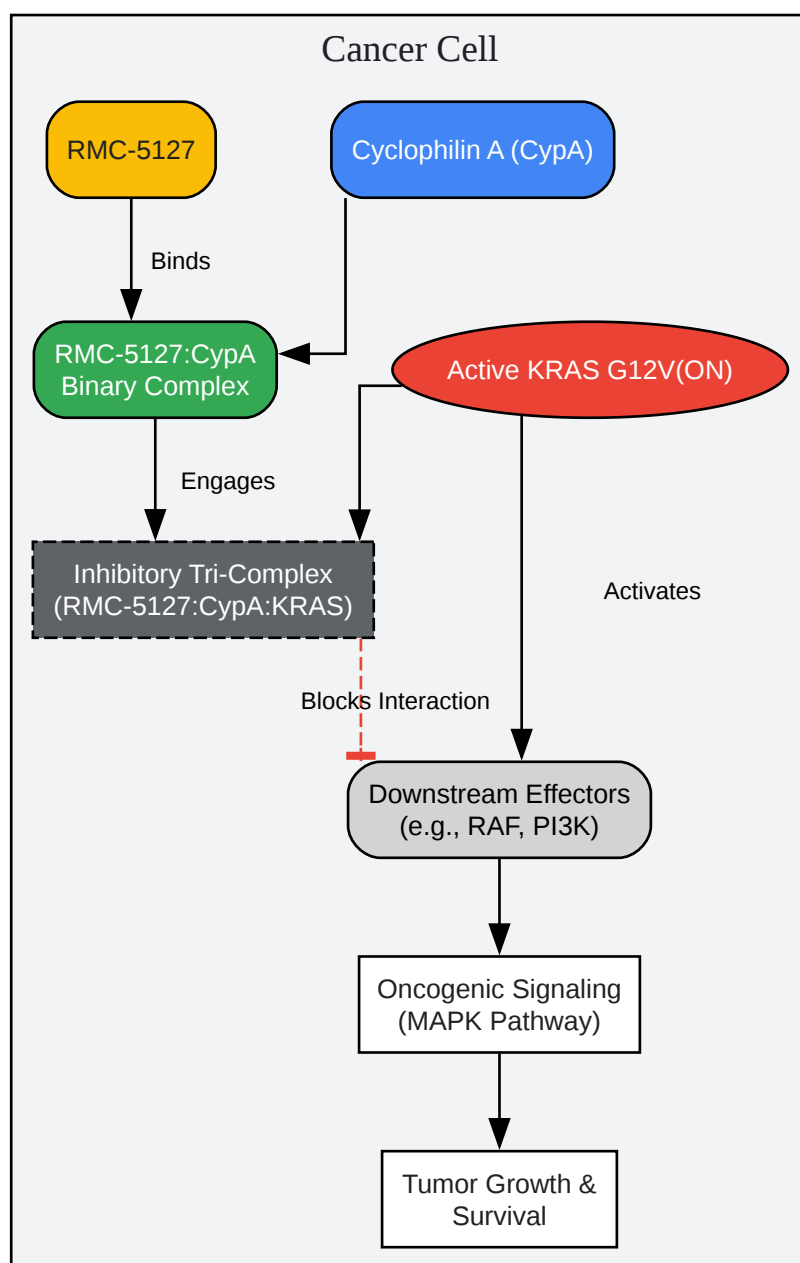 Cancer Cell
RMC-5127
Cyclophilin A (CypA)
Binds
RMC-5127:CypA
Binary Complex
Active KRAS G12V(ON)
Engages
Inhibitory Tri-Complex
(RMC-5127:CypA:KRAS)
Activates
Blocks Interaction
Downstream Effectors
(e.g., RAF, PI3K)
Oncogenic Signaling
(MAPK Pathway)
Tumor Growth &
Survival